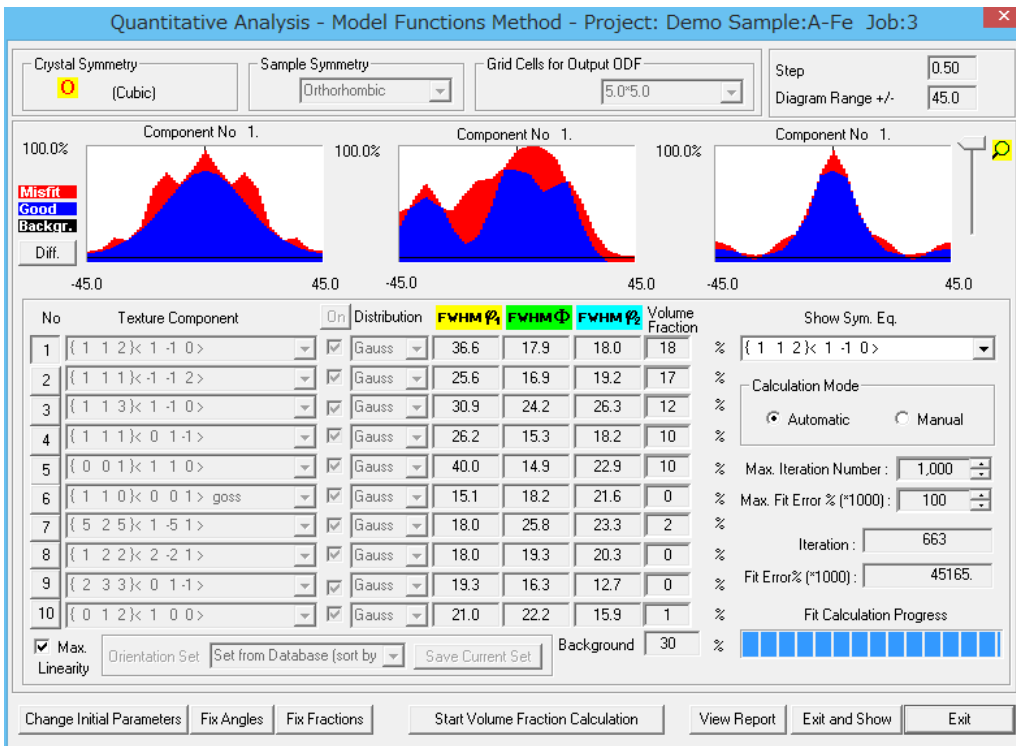 Quantitative Analysis - Model Functions Method - Project: Demo Sample:A-Fe Job:3
Crystal Symmetry
O (Cubic)
Sample Symmetry
Orthorhombic
Grid Cells for Output ODF
5.0*5.0
Step 0.50
Diagram Range +/- 45.0
Component No 1. Component No 1. Component No 1.
100.0% 100.0% 100.0%
Misfit
Good
Backgr.
Diff.
-45.0 45.0 -45.0 45.0 -45.0 45.0
No Texture Component On Distribution FWHM φ1 FWHM Φ FWHM φ2 Volume Fraction
1 { 1 1 2}< 1 -1 0> Gauss 36.6 17.9 18.0 18 %
2 { 1 1 1}< -1 -1 2> Gauss 25.6 16.9 19.2 17 %
3 { 1 1 3}< 1 -1 0> Gauss 30.9 24.2 26.3 12 %
4 { 1 1 1}< 0 1 -1> Gauss 26.2 15.3 18.2 10 %
5 { 0 0 1}< 1 1 0> Gauss 40.0 14.9 22.9 10 %
6 { 1 1 0}< 0 0 1> goss Gauss 15.1 18.2 21.6 0 %
7 { 5 2 5}< 1 -5 1> Gauss 18.0 25.8 23.3 2 %
8 { 1 2 2}< 2 -2 1> Gauss 18.0 19.3 20.3 0 %
9 { 2 3 3}< 0 1 -1> Gauss 19.3 16.3 12.7 0 %
10 { 0 1 2}< 1 0 0> Gauss 21.0 22.2 15.9 1 %
Max. Linearity
Orientation Set Set from Database (sort by Save Current Set
Background 30 %
Show Sym. Eq.
{ 1 1 2}< 1 -1 0>
Calculation Mode
Automatic Manual
Max. Iteration Number : 1,000
Max. Fit Error % (*1000) : 100
Iteration : 663
Fit Error% (*1000) : 45165.
Fit Calculation Progress
Change Initial Parameters Fix Angles Fix Fractions Start Volume Fraction Calculation View Report Exit and Show Exit